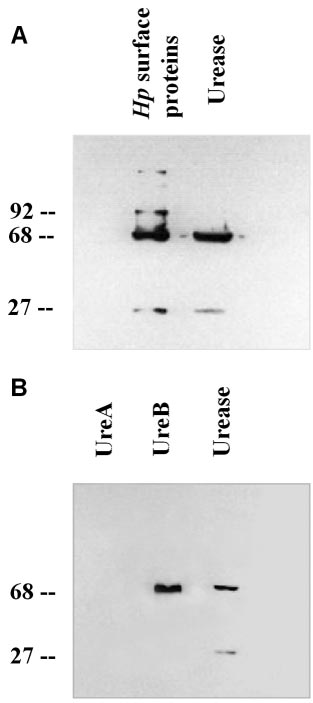 A
Hp surface
proteins
Urease
92 --
68 --
27 --
B
UreA
UreB
Urease
68 --
27 --